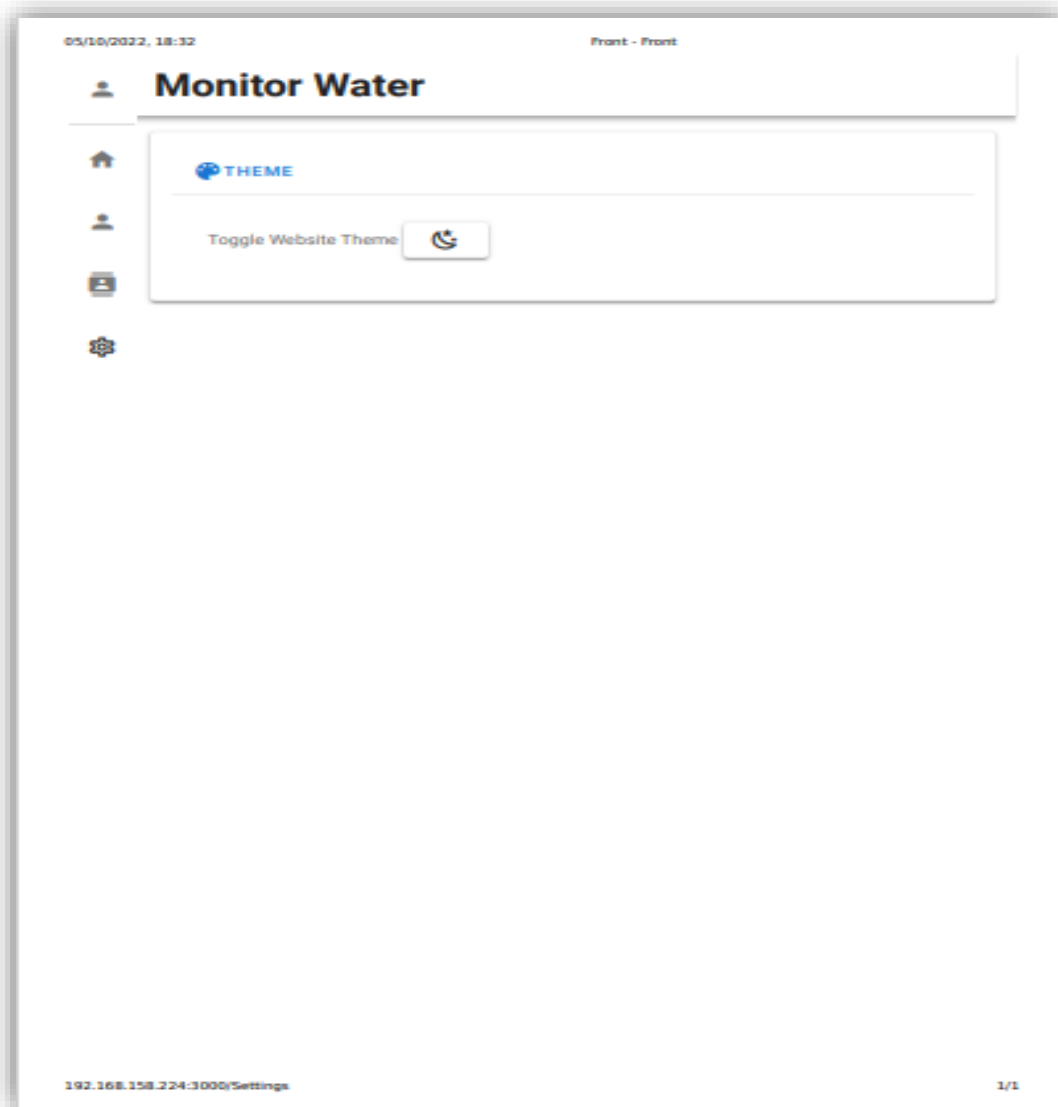 05/10/2022, 18:32 Front - Front
Monitor Water
THEME
Toggle Website Theme
192.168.158.224:3000/Settings 1/1